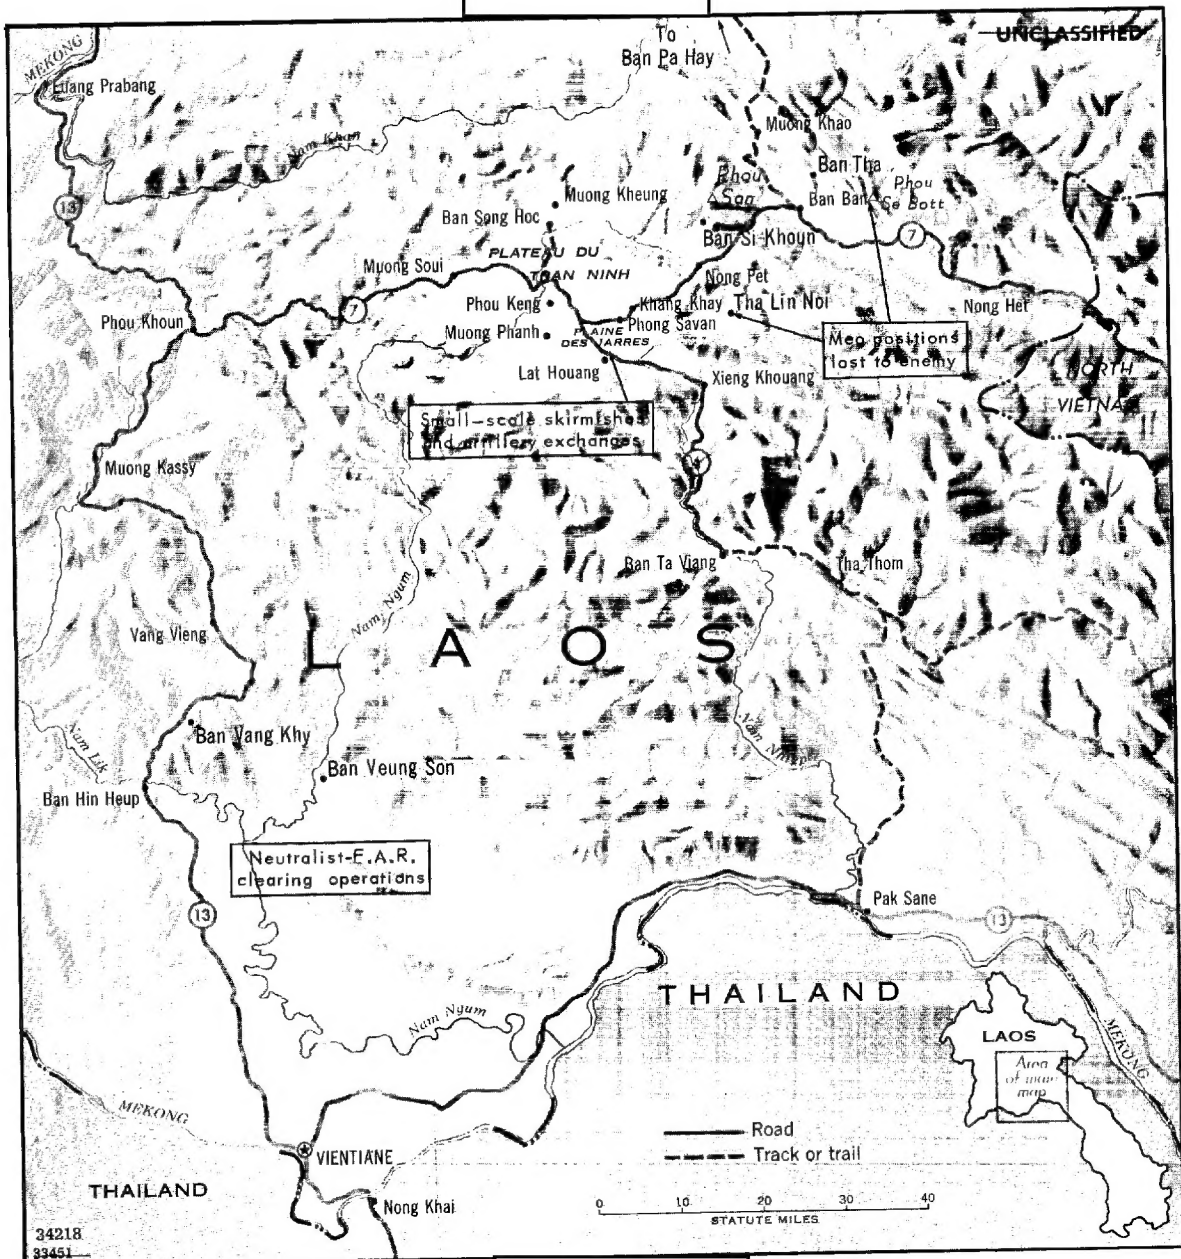 UNCLASSIFIED
To
Ban Pa Hay
MEKONG
Luang Prabang
Nam Khan
Muong Khao
Ban Tha
Phou
San
Phou
Se Bott
Ban Ban
Muong Kheung
Ban Song Hoc
13
Ban Si Khoun
7
PLATEAU DU
TRAN NINH
Muong Soui
Nong Pet
Phou Keng
Khang Khay
Tha Lin Noi
Nong Het
7
Phou Khoun
Muong Phanh
PLAINE
DES JARRES
Phong Savan
Meo positions
lost to enemy
Lat Houang
Xieng Khouang
NORTH
VIETNAM
Small-scale skirmishes
and artillery exchanges
Muong Kassy
4
Ban Ta Viang
Tha Thom
Nam Ngum
Vang Vieng
LAOS
Ban Vang Khy
Nam Lik
Ban Veung Son
Ban Hin Heup
Neutralist-F.A.R.
clearing operations
13
Pak Sane
13
THAILAND
Nam Ngum
MEKONG
LAOS
Area
of main
map
MEKONG
Road
Track or trail
VIENTIANE
THAILAND
Nong Khai
0 10 20 30 40
STATUTE MILES
34218
33451